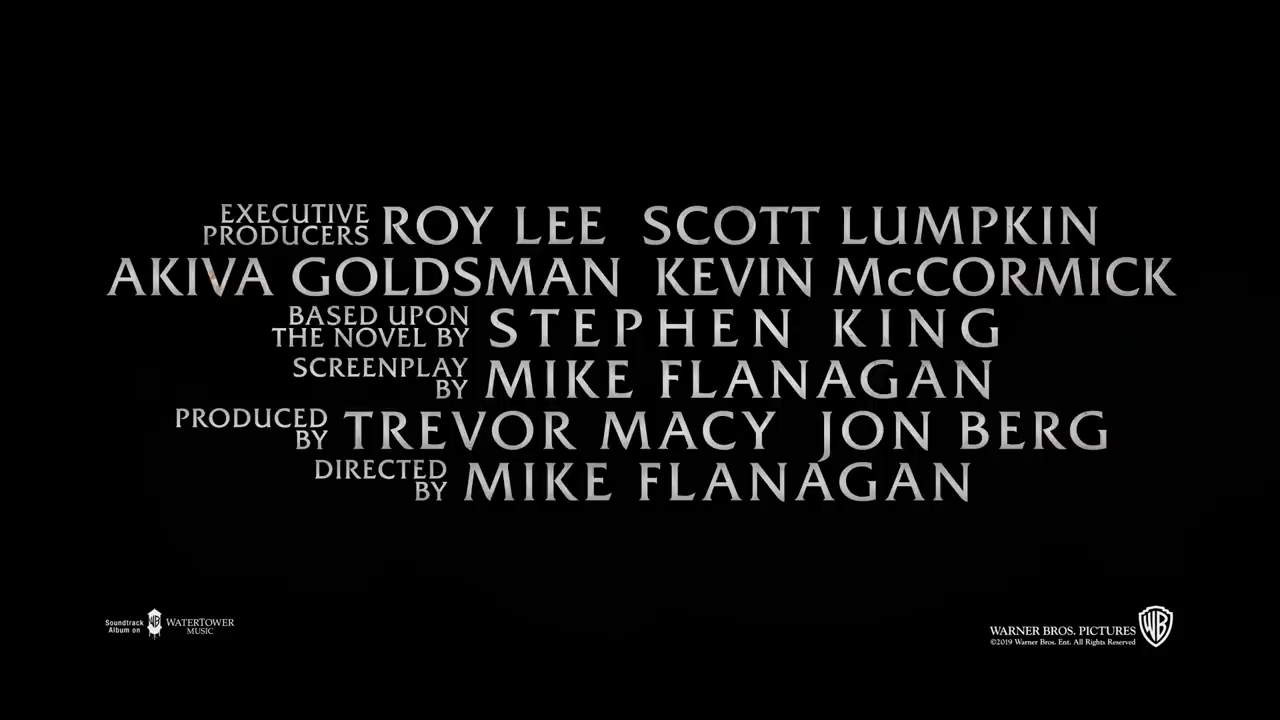 EXECUTIVE PRODUCERS ROY LEE SCOTT LUMPKIN
AKIVA GOLDSMAN KEVIN McCORMICK
BASED UPON THE NOVEL BY STEPHEN KING
SCREENPLAY BY MIKE FLANAGAN
PRODUCED BY TREVOR MACY JON BERG
DIRECTED BY MIKE FLANAGAN
Soundtrack Album on WB WATERTOWER MUSIC
WARNER BROS. PICTURES WB
©2019 Warner Bros. Ent. All Rights Reserved